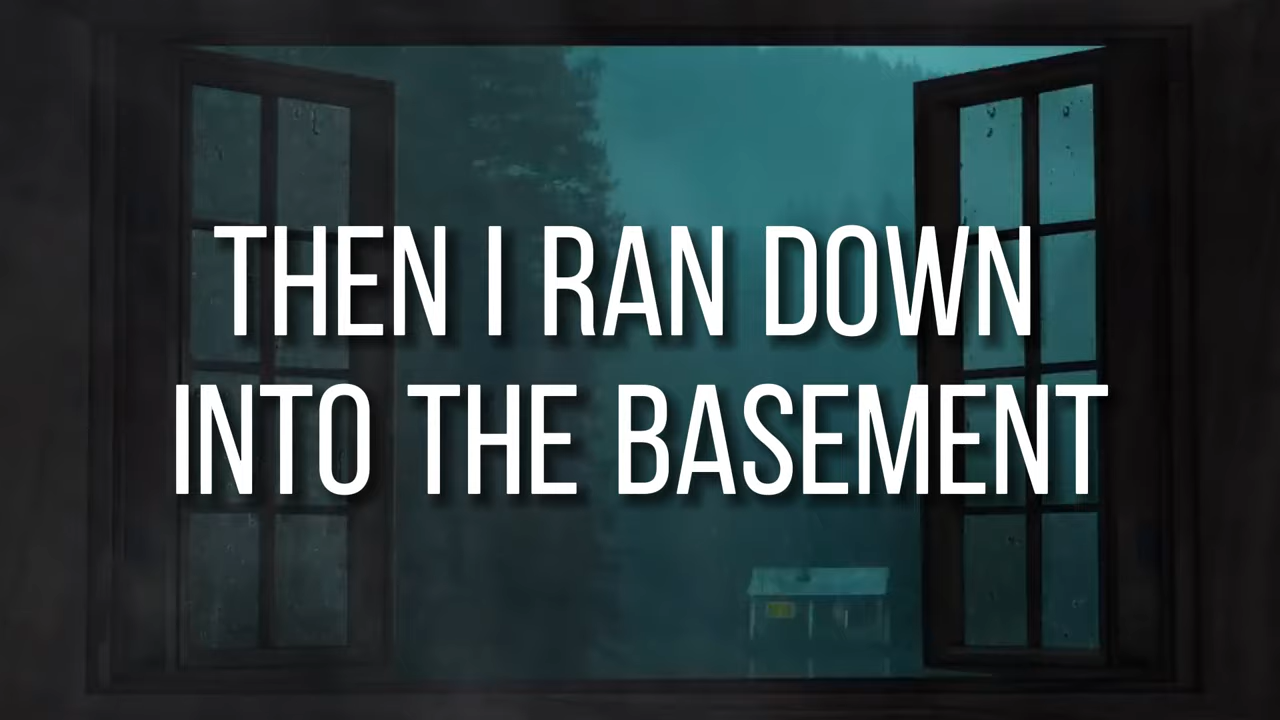 THEN I RAN DOWN
INTO THE BASEMENT